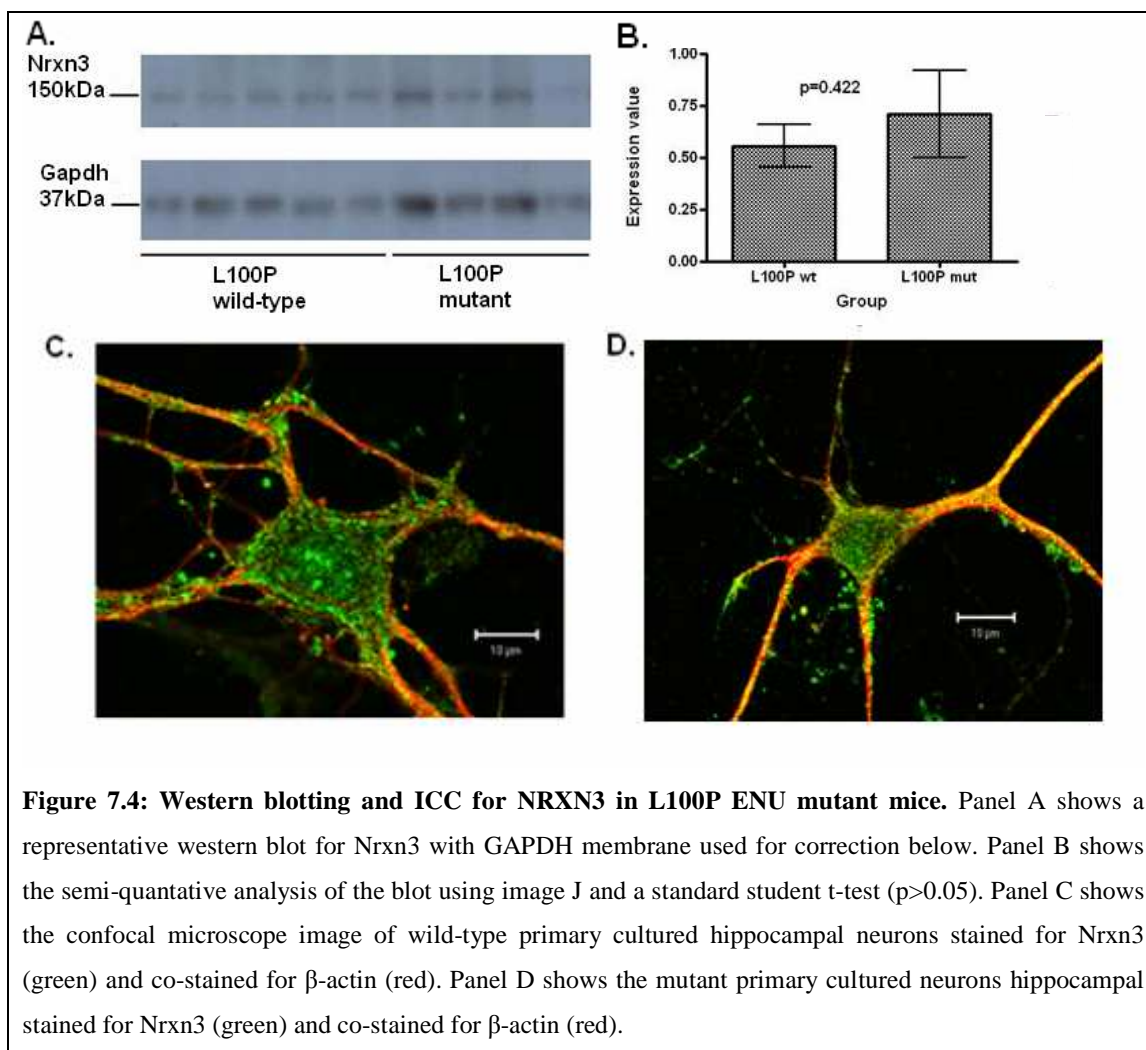 A.
Nrxn3
150kDa
Gapdh
37kDa
L100P
wild-type
L100P
mutant
B.
1.00
0.75
0.50
0.25
0.00
Expression value
p=0.422
L100P wt
L100P mut
Group
C.
10 µm
D.
10 µm
Figure 7.4: Western blotting and ICC for NRXN3 in L100P ENU mutant mice. Panel A shows a
representative western blot for Nrxn3 with GAPDH membrane used for correction below. Panel B shows
the semi-quantative analysis of the blot using image J and a standard student t-test (p>0.05). Panel C shows
the confocal microscope image of wild-type primary cultured hippocampal neurons stained for Nrxn3
(green) and co-stained for β-actin (red). Panel D shows the mutant primary cultured neurons hippocampal
stained for Nrxn3 (green) and co-stained for β-actin (red).